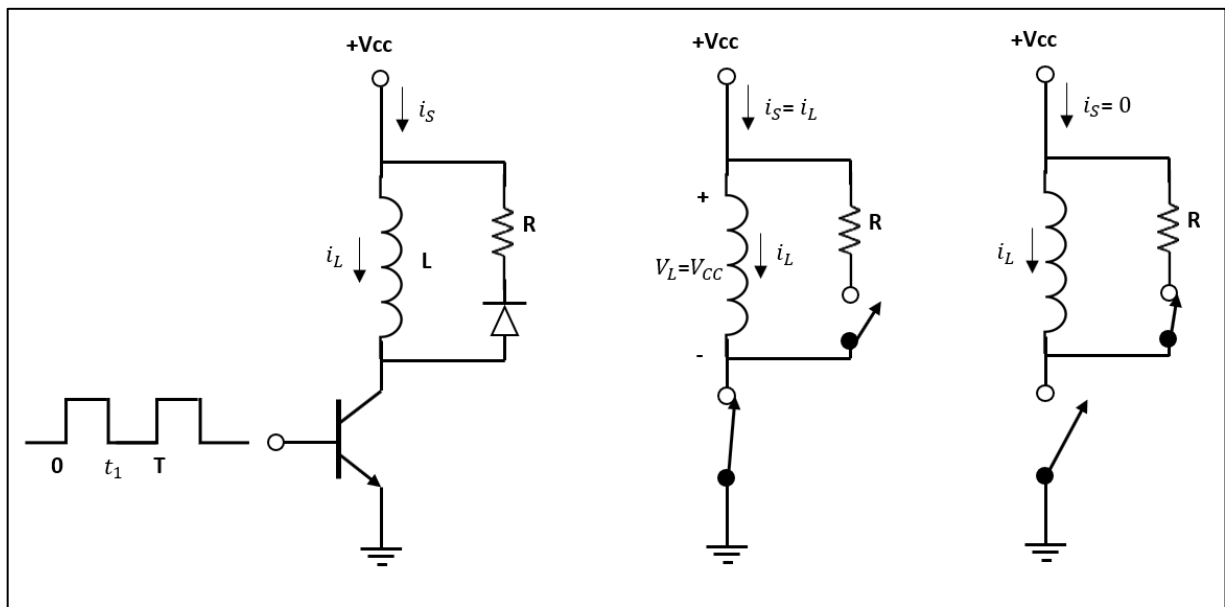 +Vcc
i_S
i_L
L
R
0 t_1 T
+Vcc
i_S= i_L
+
V_L=V_CC
i_L
R
-
+Vcc
i_S= 0
i_L
R